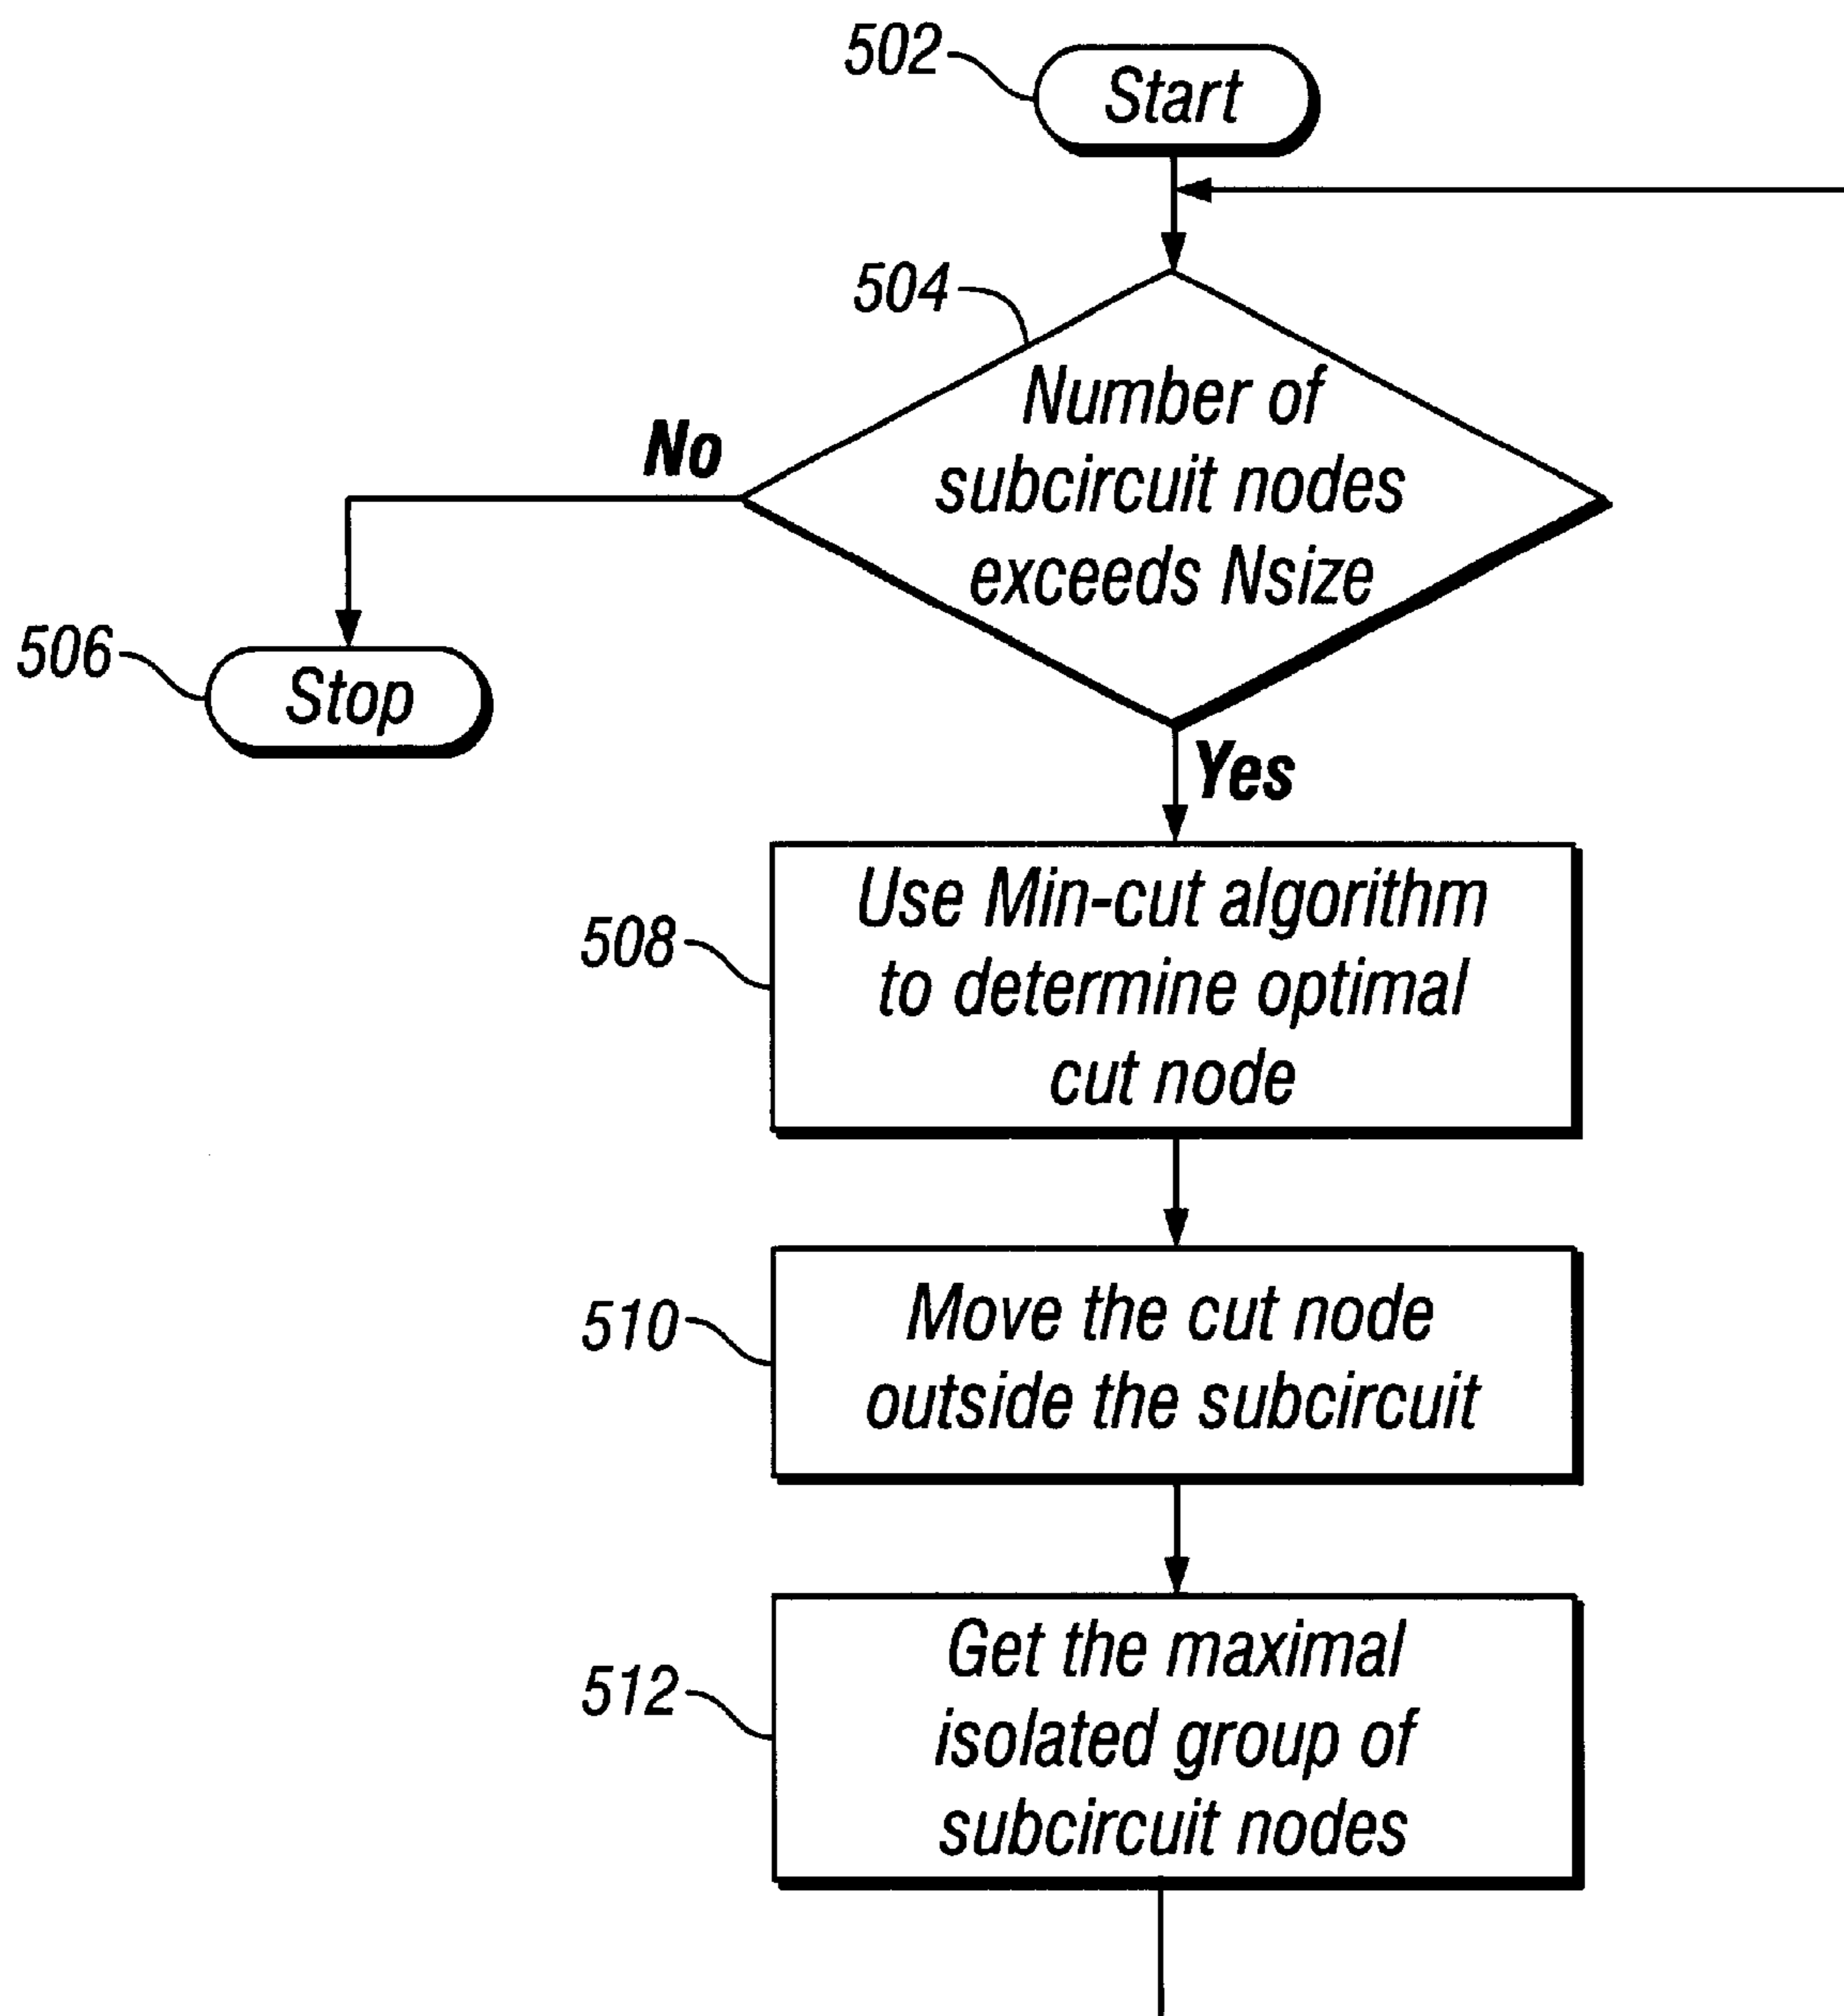 502
Start
504
Number of
subcircuit nodes
exceeds Nsize
No
506
Stop
Yes
508
Use Min-cut algorithm
to determine optimal
cut node
510
Move the cut node
outside the subcircuit
512
Get the maximal
isolated group of
subcircuit nodes